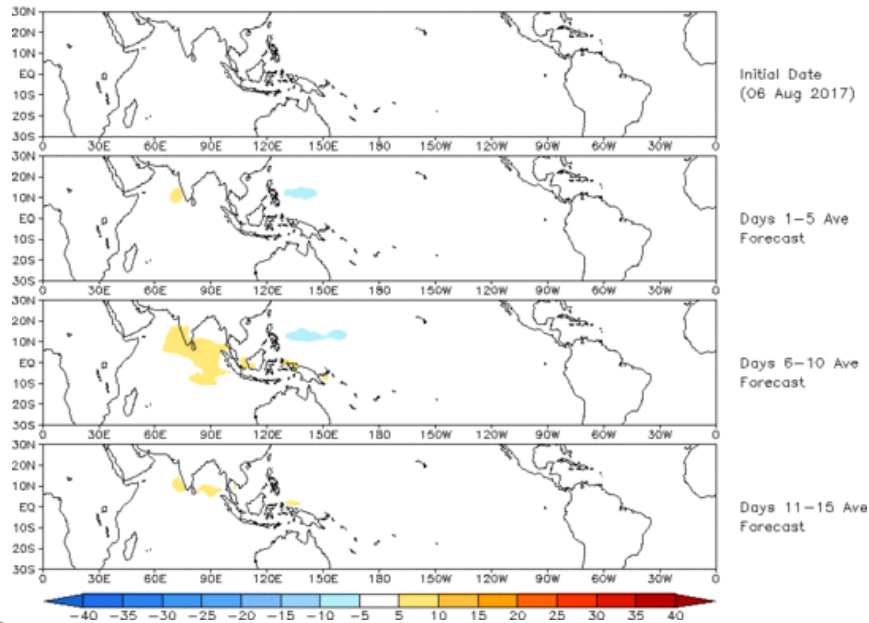 30N
20N
10N
EQ
10S
20S
30S
0 30E 60E 90E 120E 150E 180 150W 120W 90W 60W 30W 0
Initial Date
(06 Aug 2017)
30N
20N
10N
EQ
10S
20S
30S
0 30E 60E 90E 120E 150E 180 150W 120W 90W 60W 30W 0
Days 1-5 Ave
Forecast
30N
20N
10N
EQ
10S
20S
30S
0 30E 60E 90E 120E 150E 180 150W 120W 90W 60W 30W 0
Days 6-10 Ave
Forecast
30N
20N
10N
EQ
10S
20S
30S
0 30E 60E 90E 120E 150E 180 150W 120W 90W 60W 30W 0
Days 11-15 Ave
Forecast
-40 -35 -30 -25 -20 -15 -10 -5 5 10 15 20 25 30 35 40